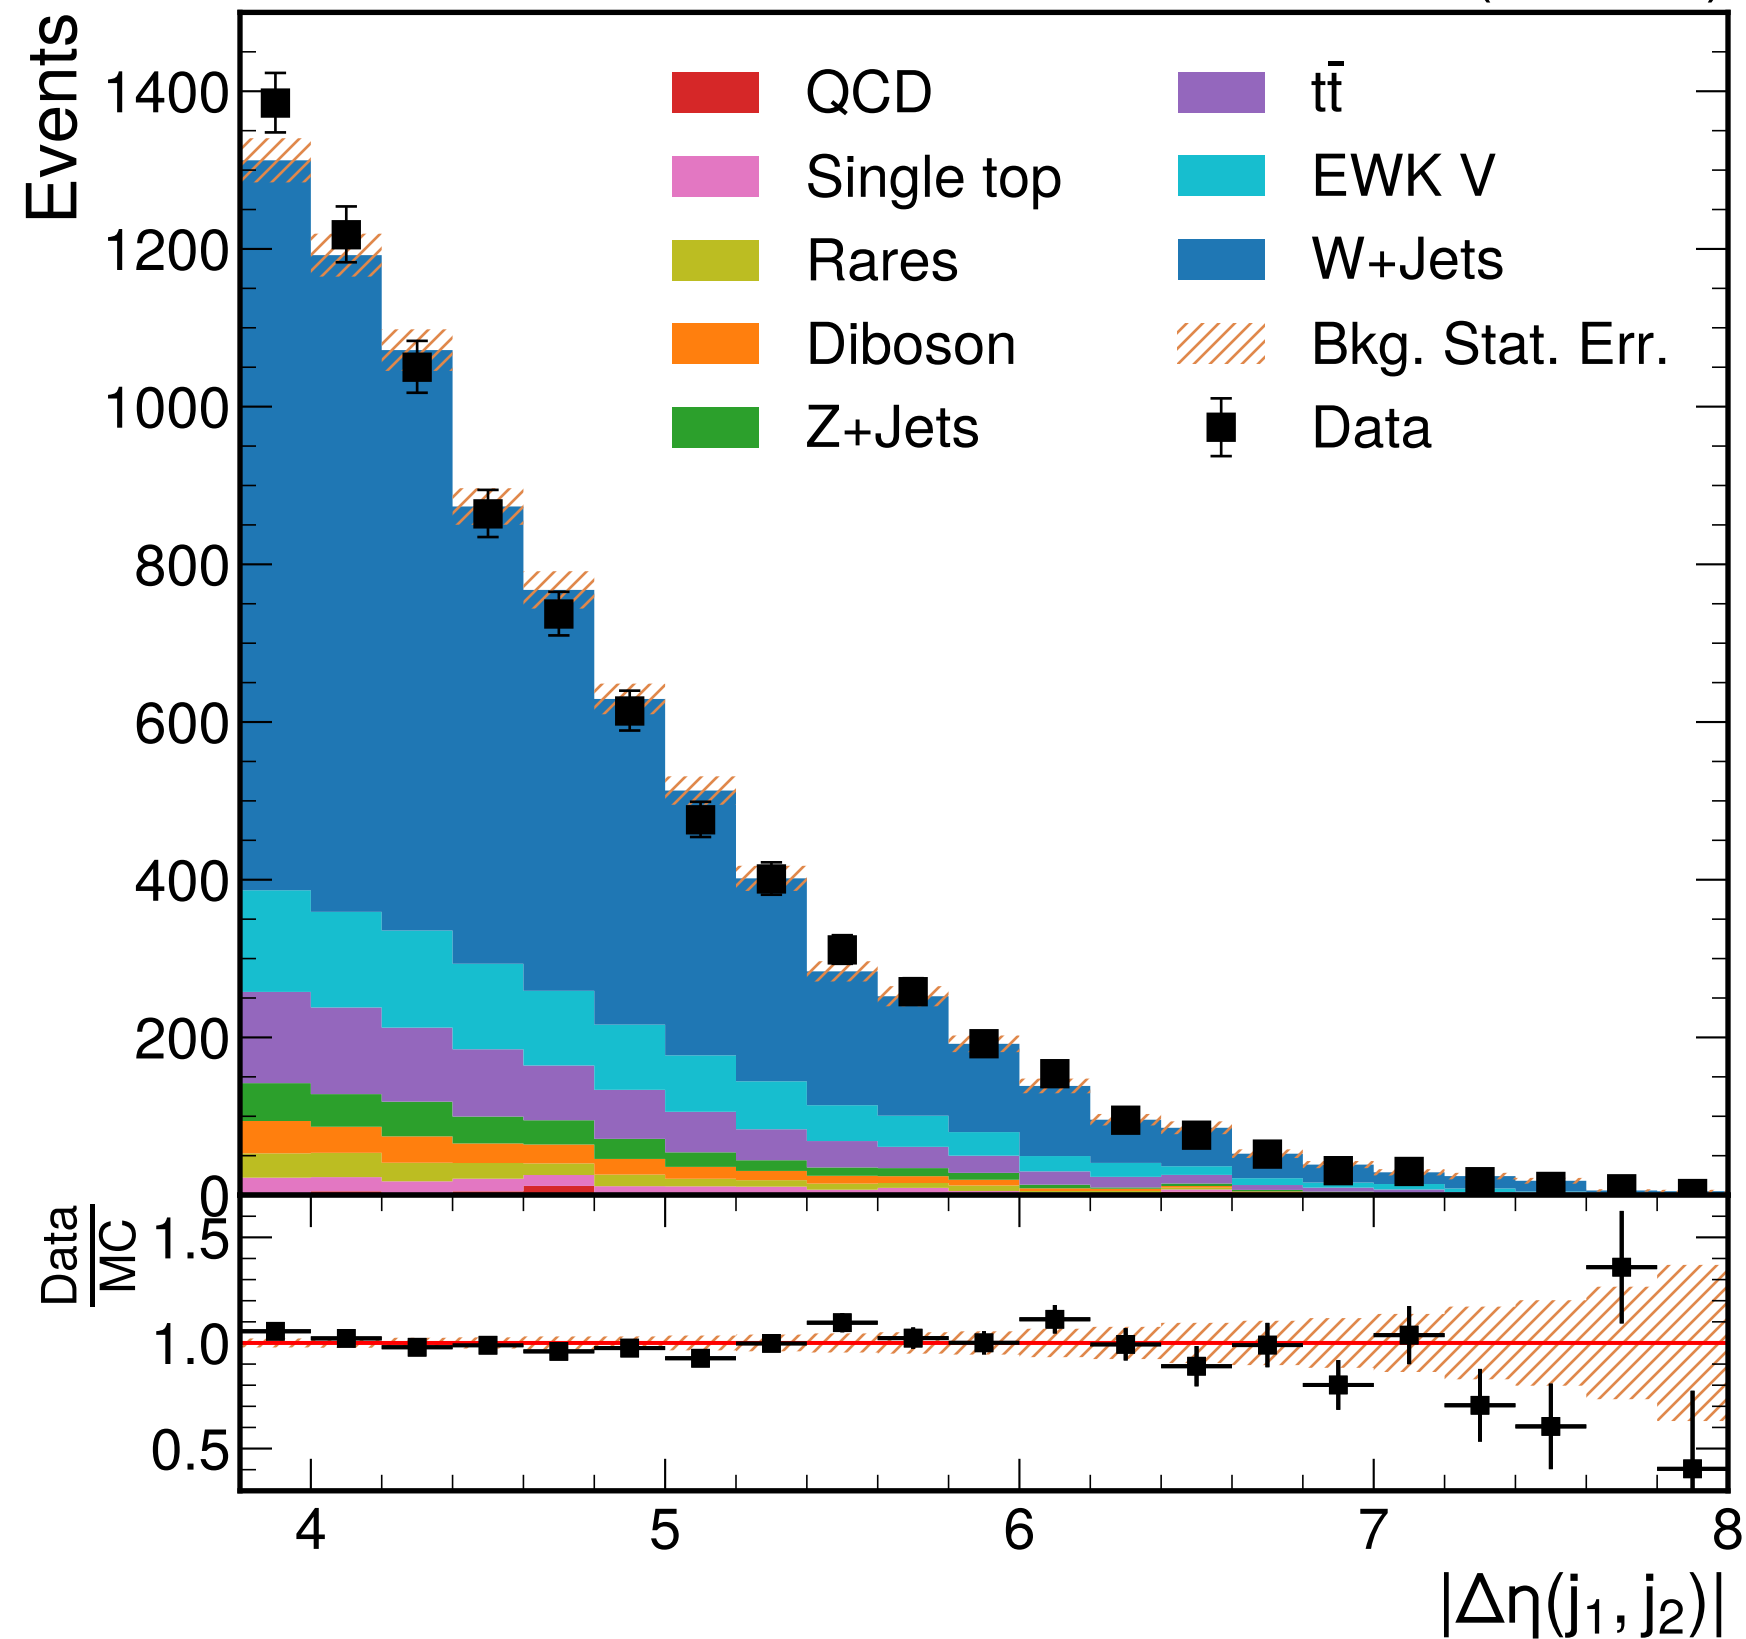 Events
1400
1200
1000
800
600
400
200
0
QCD
Single top
Rares
Diboson
Z+Jets
tt̄
EWK V
W+Jets
Bkg. Stat. Err.
Data
Data
MC
1.5
1.0
0.5
4 5 6 7 8
|Δη(j₁, j₂)|